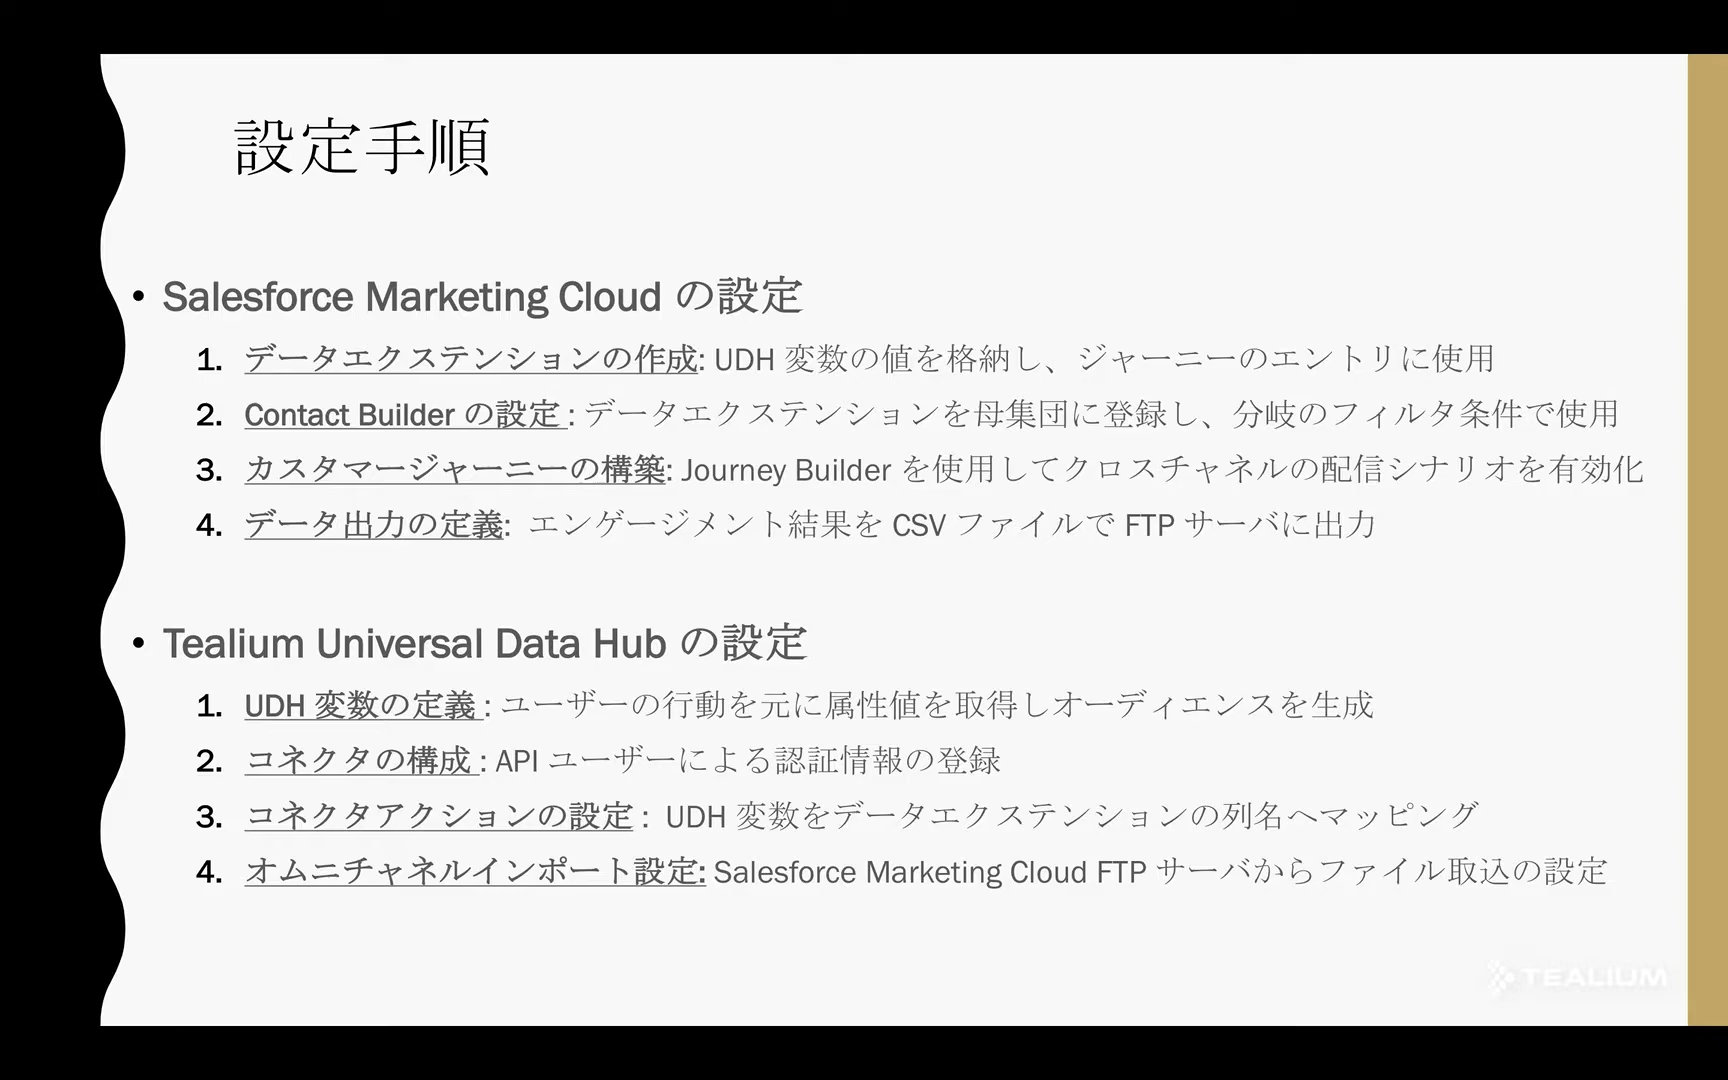 設定手順
• Salesforce Marketing Cloud の設定
1. データエクステンションの作成: UDH 変数の値を格納し、ジャーニーのエントリに使用
2. Contact Builder の設定 : データエクステンションを母集団に登録し、分岐のフィルタ条件で使用
3. カスタマージャーニーの構築: Journey Builder を使用してクロスチャネルの配信シナリオを有効化
4. データ出力の定義: エンゲージメント結果を CSV ファイルで FTP サーバに出力
• Tealium Universal Data Hub の設定
1. UDH 変数の定義 : ユーザーの行動を元に属性値を取得しオーディエンスを生成
2. コネクタの構成 : API ユーザーによる認証情報の登録
3. コネクタアクションの設定 : UDH 変数をデータエクステンションの列名へマッピング
4. オムニチャネルインポート設定: Salesforce Marketing Cloud FTP サーバからファイル取込の設定
TEALIUM